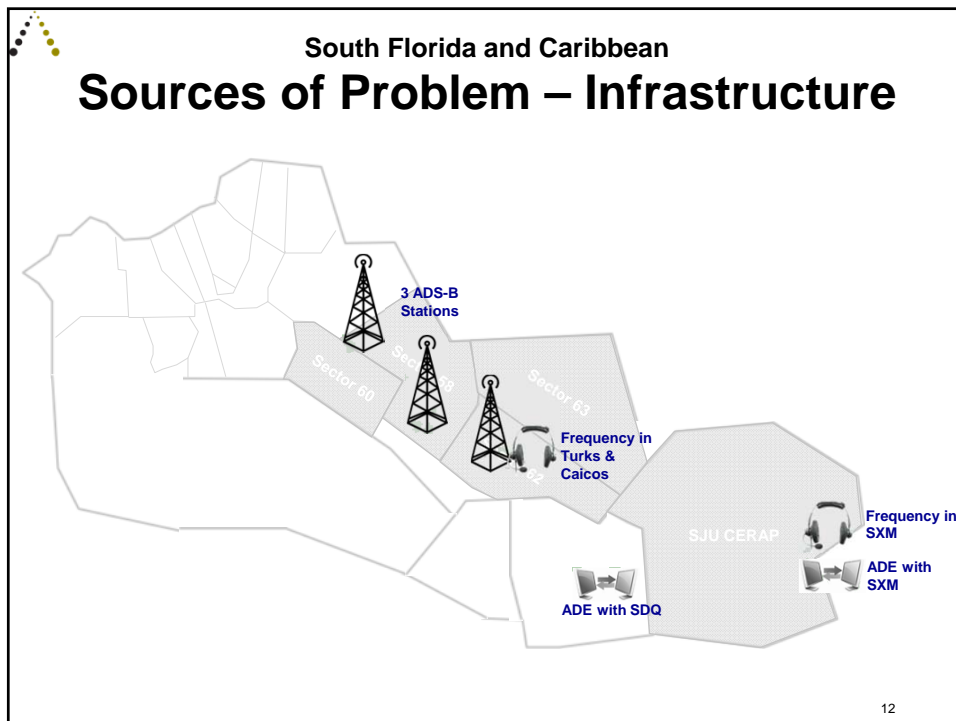 South Florida and Caribbean
Sources of Problem – Infrastructure
3 ADS-B
Stations
Sector 60
Sector 63
Frequency in
Turks &
Caicos
SJU CERAP
Frequency in
SXM
ADE with
SXM
ADE with SDQ
12